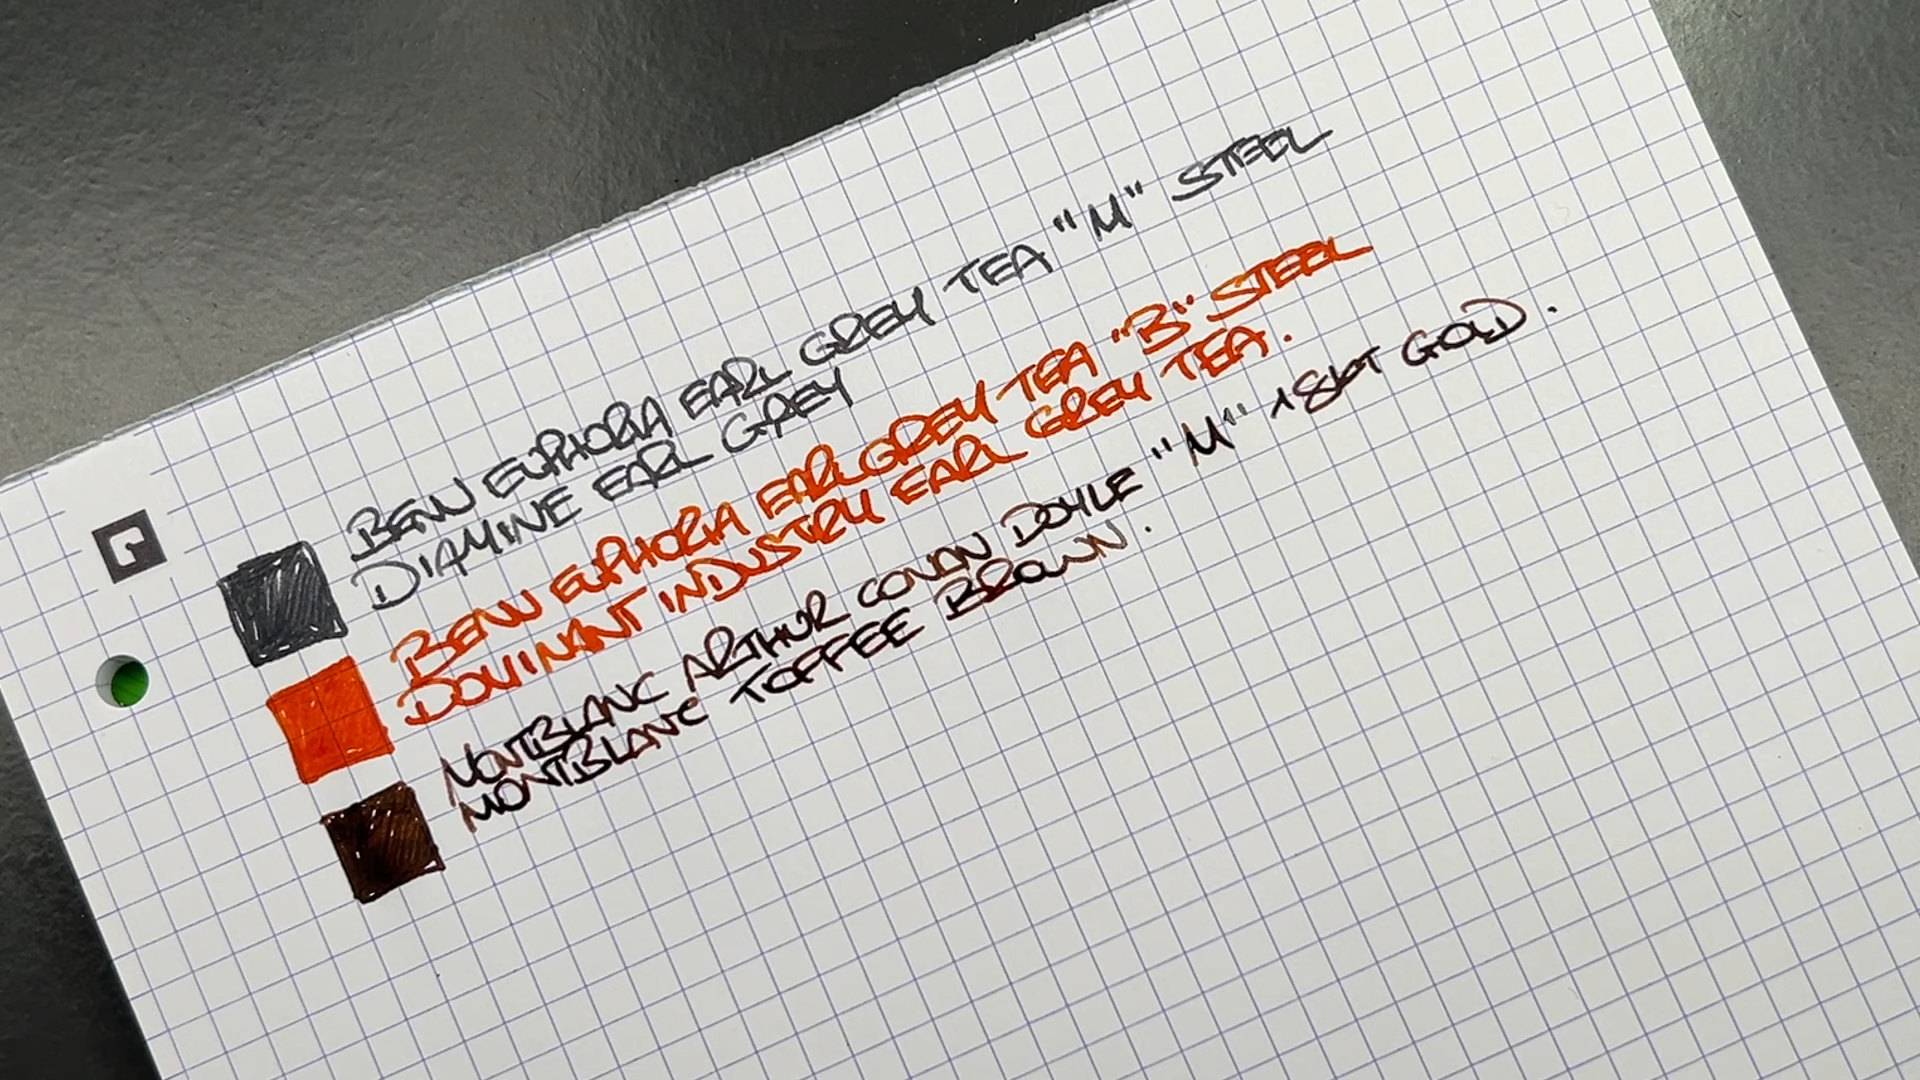 BENU EUPHORIA EARL GREY TEA "M" STEEL
DIAMINE EARL GREY
BENU EUPHORIA EARL GREY TEA "B" STEEL
DOMINANT INDUSTRY EARL GREY TEA.
MONTBLANC ARTHUR CONAN DOYLE "M" 18KT GOLD.
MONTBLANC TOFFEE BROWN.